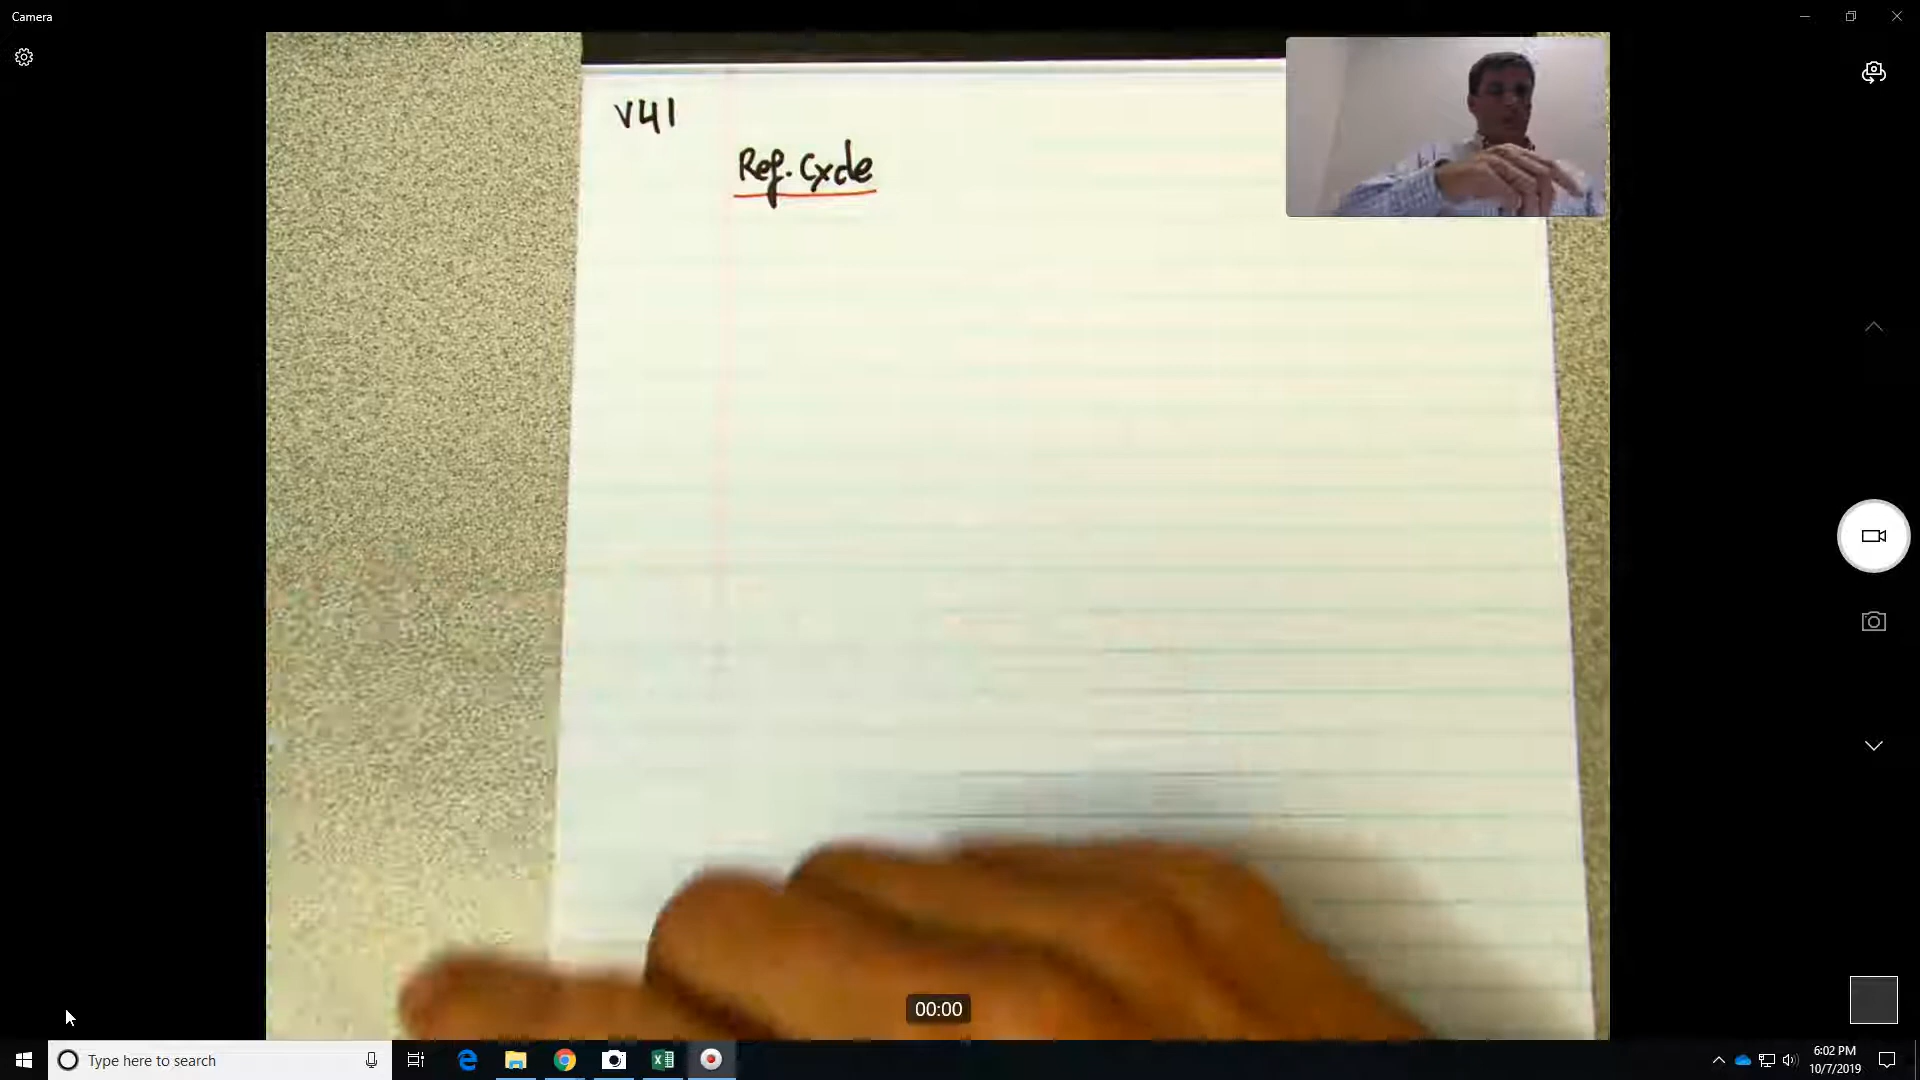 Camera
V41
Ref. Cycle
00:00
Type here to search
6:02 PM
10/7/2019